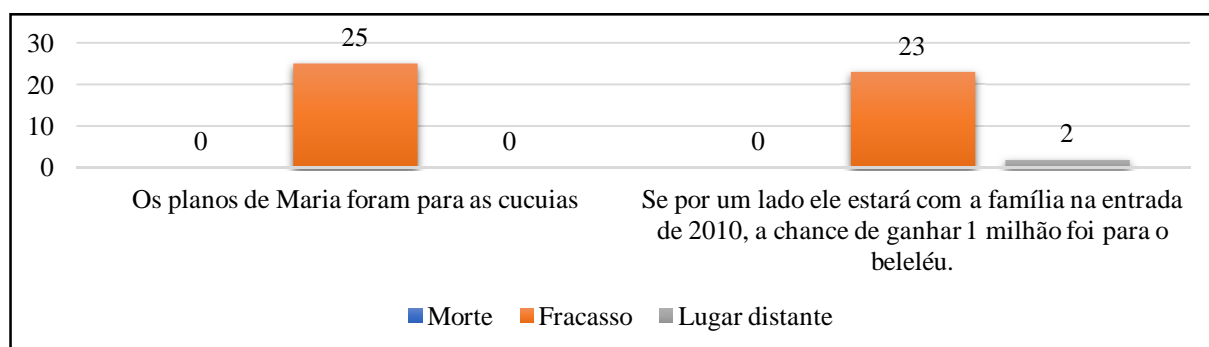 30
20
10
0
0
25
0
0
23
2
Os planos de Maria foram para as cucuias
Se por um lado ele estará com a família na entrada
de 2010, a chance de ganhar 1 milhão foi para o
beleléu.
Morte Fracasso Lugar distante